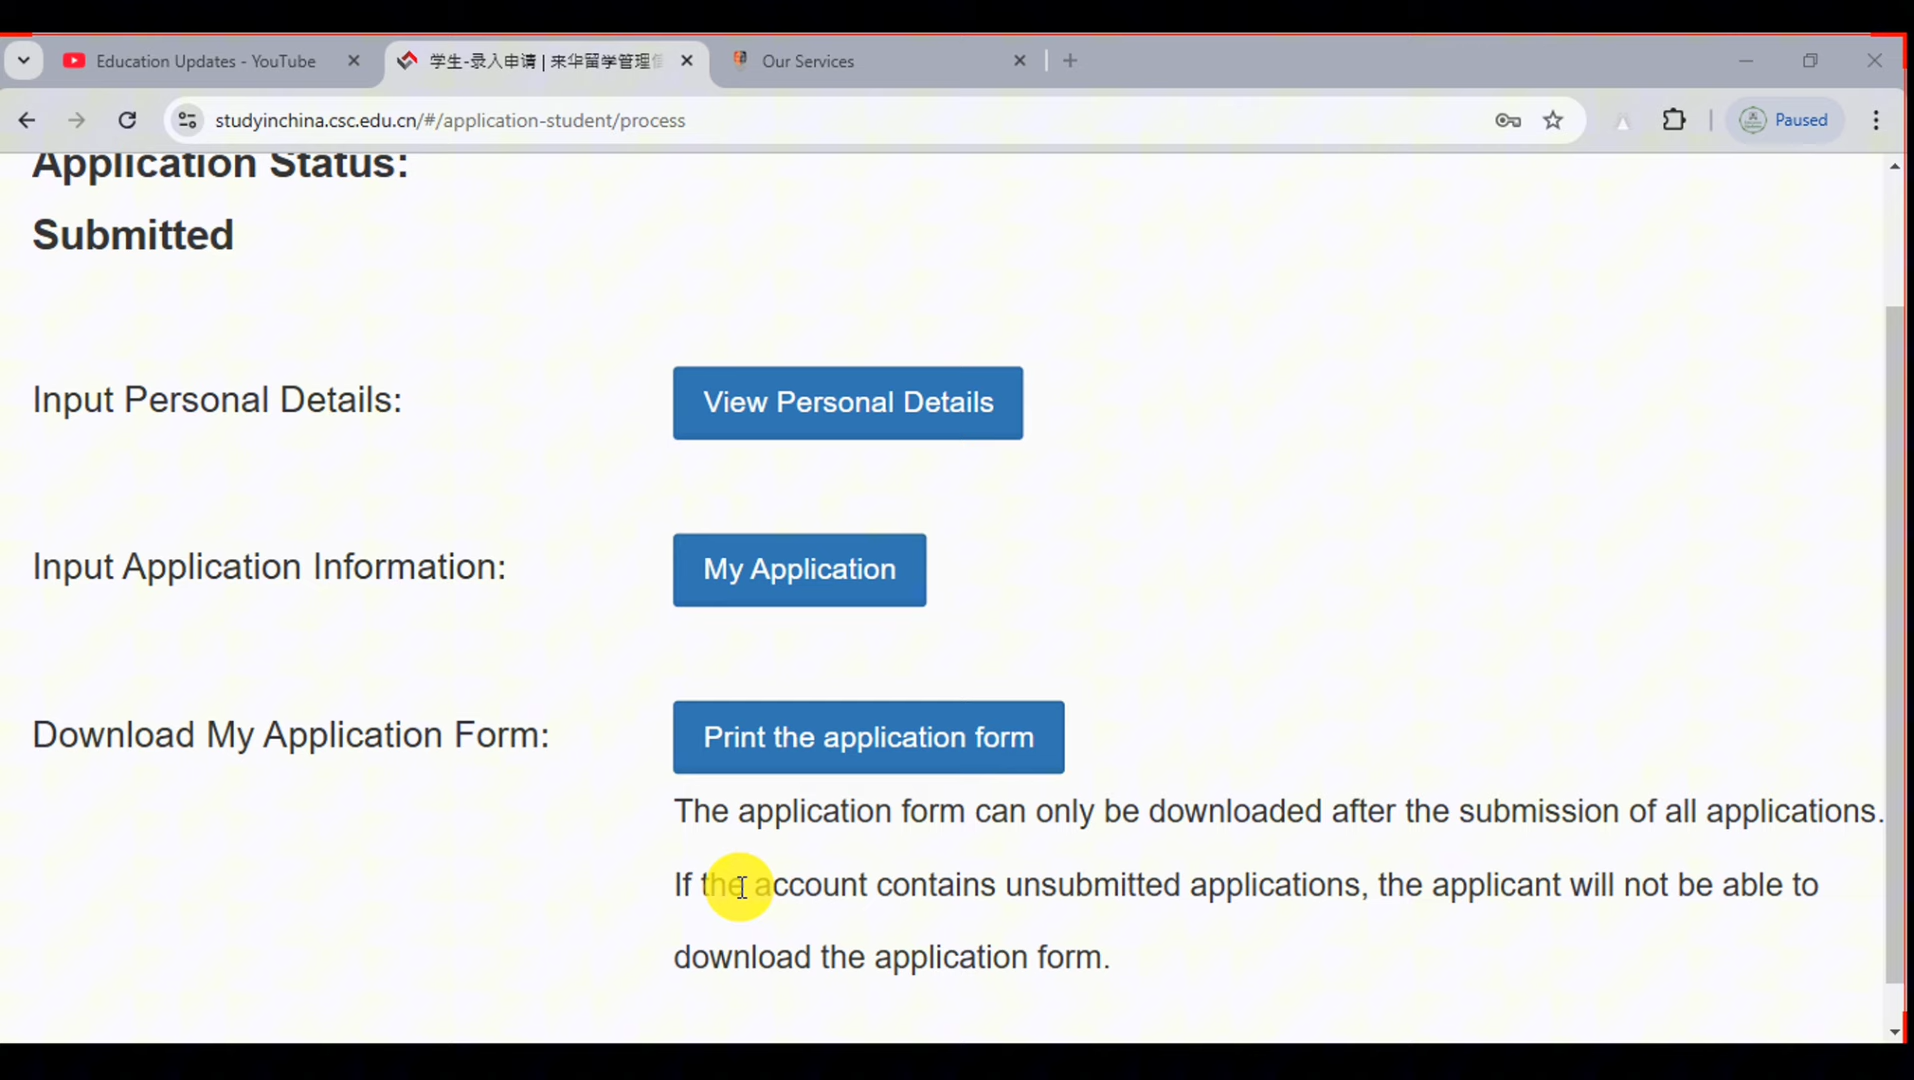 Education Updates - YouTube
学生-录入申请 | 来华留学管理信
Our Services
studyinchina.csc.edu.cn/#/application-student/process
Paused
Application Status:
Submitted
Input Personal Details:
View Personal Details
Input Application Information:
My Application
Download My Application Form:
Print the application form
The application form can only be downloaded after the submission of all applications.
If the account contains unsubmitted applications, the applicant will not be able to
download the application form.